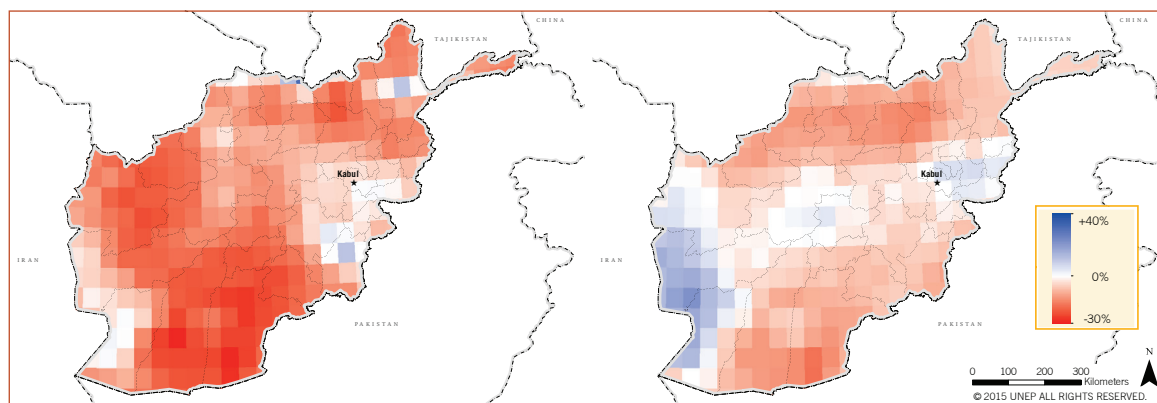 CHINA
TAJIKISTAN
Kabul
IRAN
PAKISTAN
CHINA
TAJIKISTAN
Kabul
IRAN
PAKISTAN
+40%
0%
-30%
N
0 100 200 300
Kilometers
© 2015 UNEP ALL RIGHTS RESERVED.